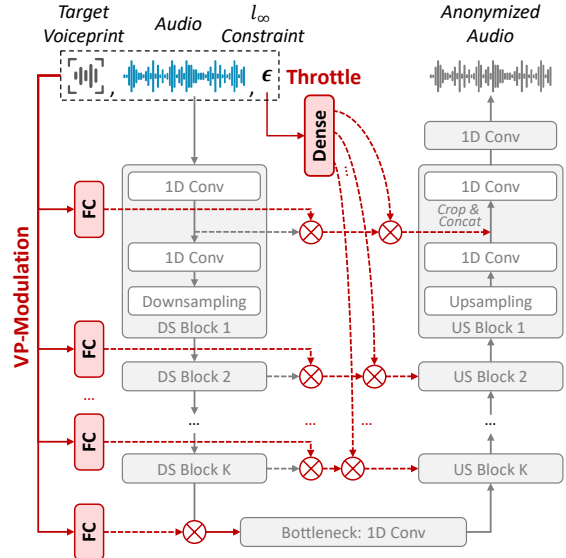 Target
Voiceprint
Audio
l∞
Constraint
Anonymized
Audio
, , ϵ
Throttle
Dense
VP-Modulation
FC
1D Conv
1D Conv
Downsampling
DS Block 1
1D Conv
1D Conv
Crop &
Concat
1D Conv
Upsampling
US Block 1
FC
DS Block 2
US Block 2
...
...
...
...
...
FC
DS Block K
US Block K
FC
Bottleneck: 1D Conv